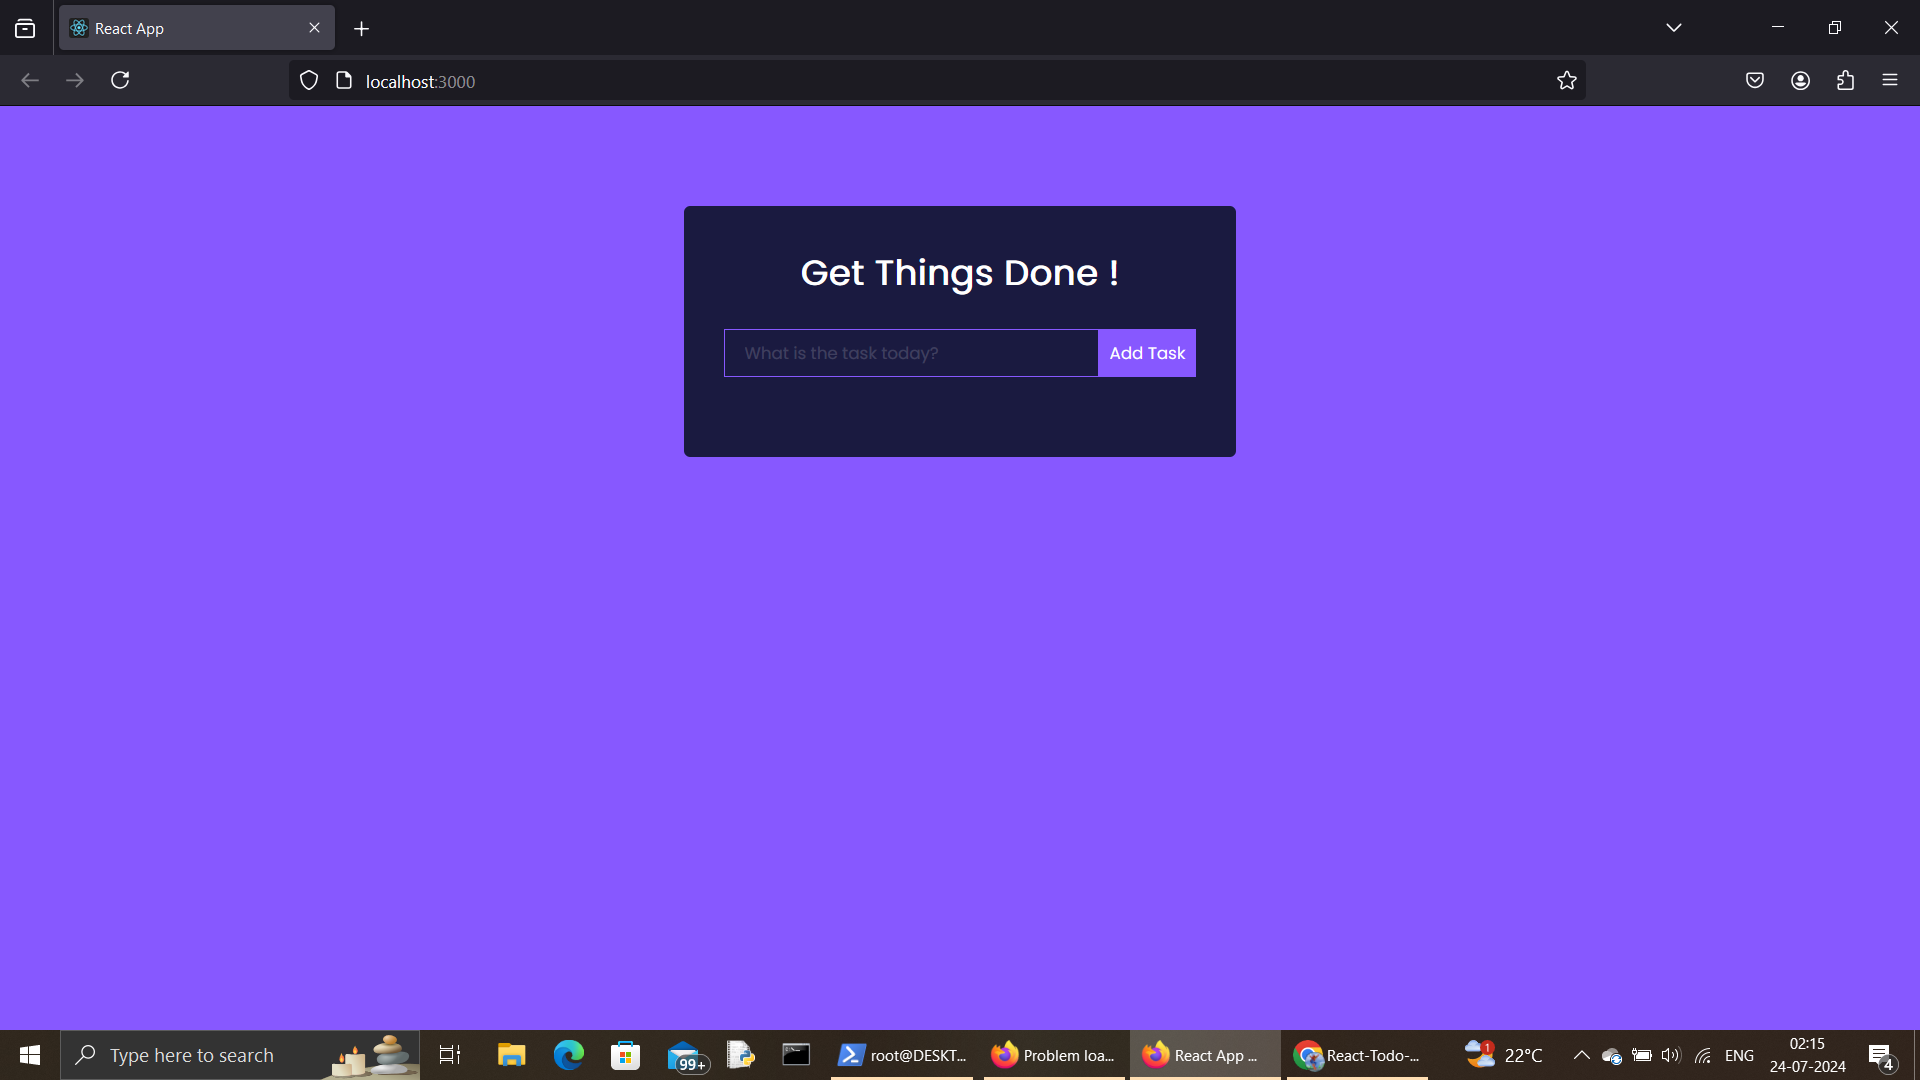 React App
localhost:3000
Get Things Done !
What is the task today?
Add Task
Type here to search
99+
root@DESKT...
Problem loa...
React App ...
React-Todo-...
1
22°C
ENG
02:15
24-07-2024
4